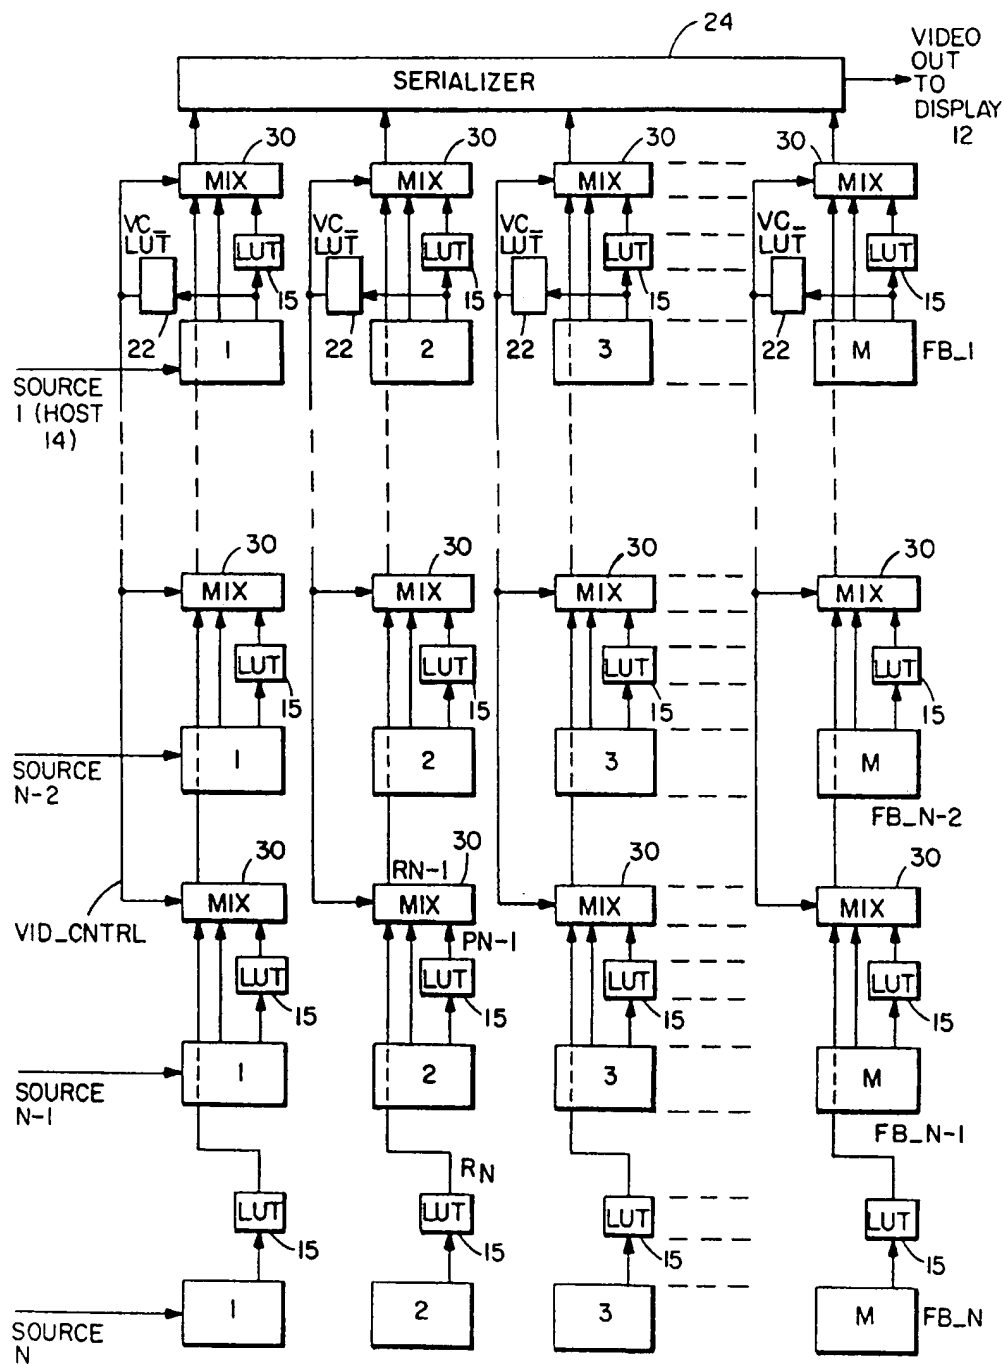 24
SERIALIZER
VIDEO
OUT
TO
DISPLAY
12
30 30 30 30
MIX MIX MIX MIX
VC_
LUT
VC_
LUT
VC_
LUT
VC_
LUT
LUT LUT LUT LUT
15 15 15 15
22 22 22 22
1 2 3 M FB_1
SOURCE
1 (HOST
14)
30 30 30 30
MIX MIX MIX MIX
LUT LUT LUT LUT
15 15 15 15
1 2 3 M
SOURCE
N-2
FB_N-2
30 30 30 30
RN-1
MIX MIX MIX MIX
VID_CNTRL
PN-1
LUT LUT LUT LUT
15 15 15 15
1 2 3 M
SOURCE
N-1
FB_N-1
RN
LUT LUT LUT LUT
15 15 15 15
1 2 3 M FB_N
SOURCE
N